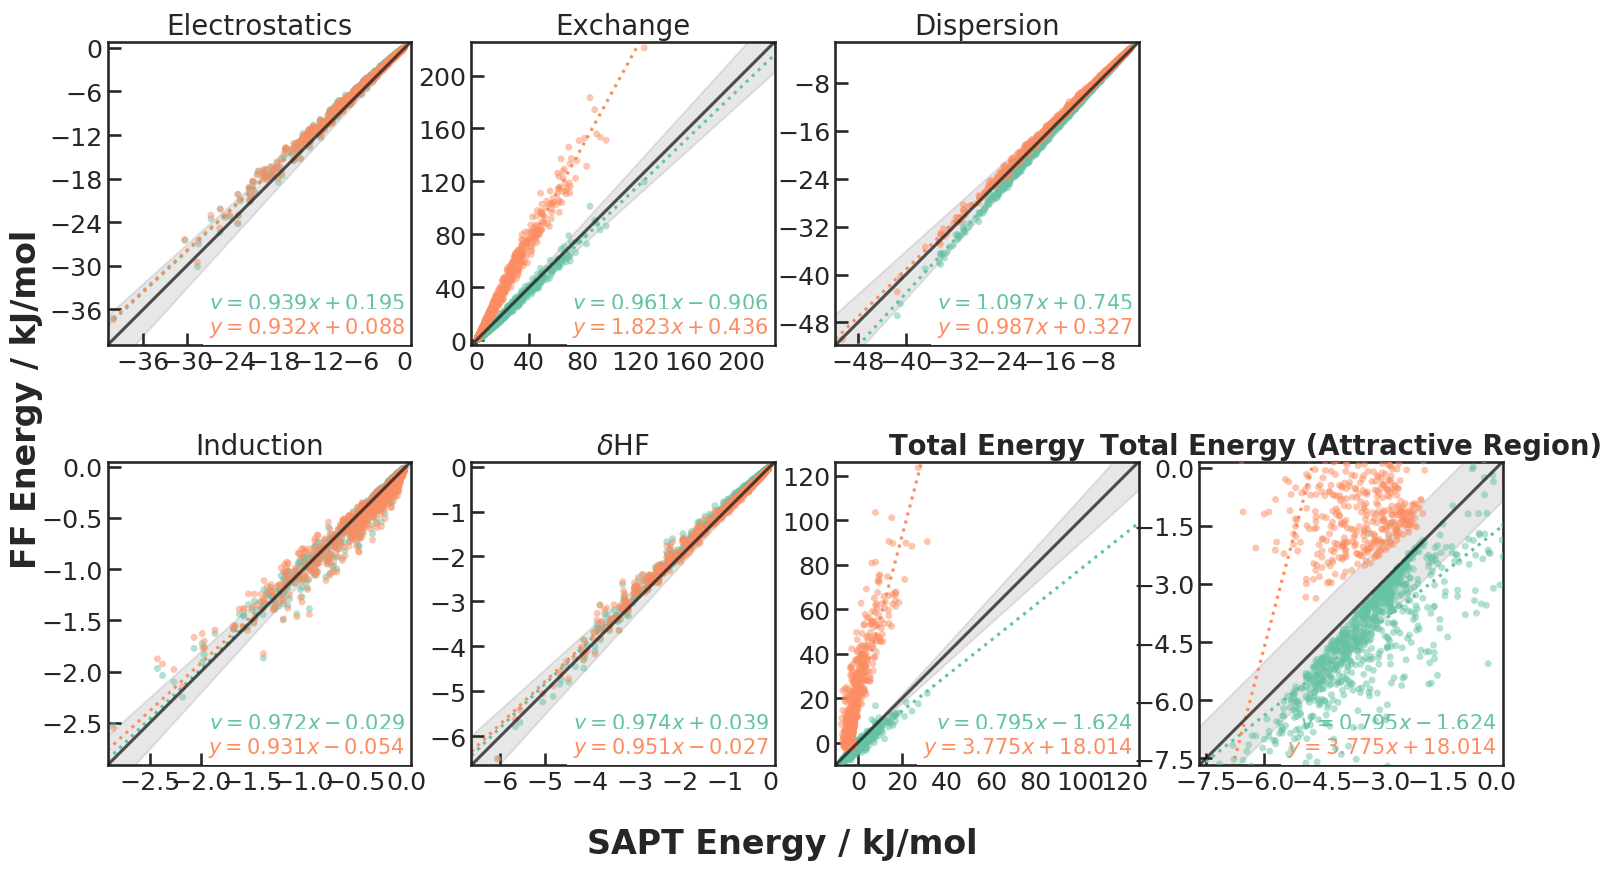 Electrostatics
Exchange
Dispersion
0
−6
−12
−18
−24
−30
−36
v = 0.939x + 0.195
y = 0.932x + 0.088
−36 −30 −24 −18 −12 −6 0
200
160
120
80
40
0
v = 0.961x − 0.906
y = 1.823x + 0.436
0 40 80 120 160 200
−8
−16
−24
−32
−40
−48
v = 1.097x + 0.745
y = 0.987x + 0.327
−48 −40 −32 −24 −16 −8
FF Energy / kJ/mol
Induction
δHF
Total Energy
Total Energy (Attractive Region)
0.0
−0.5
−1.0
−1.5
−2.0
−2.5
v = 0.972x − 0.029
y = 0.931x − 0.054
−2.5 −2.0 −1.5 −1.0 −0.5 0.0
0
−1
−2
−3
−4
−5
−6
v = 0.974x + 0.039
y = 0.951x − 0.027
−6 −5 −4 −3 −2 −1 0
120
100
80
60
40
20
0
v = 0.795x − 1.624
y = 3.775x + 18.014
0 20 40 60 80 100 120
0.0
−1.5
−3.0
−4.5
−6.0
−7.5
v = 0.795x − 1.624
y = 3.775x + 18.014
−7.5 −6.0 −4.5 −3.0 −1.5 0.0
SAPT Energy / kJ/mol